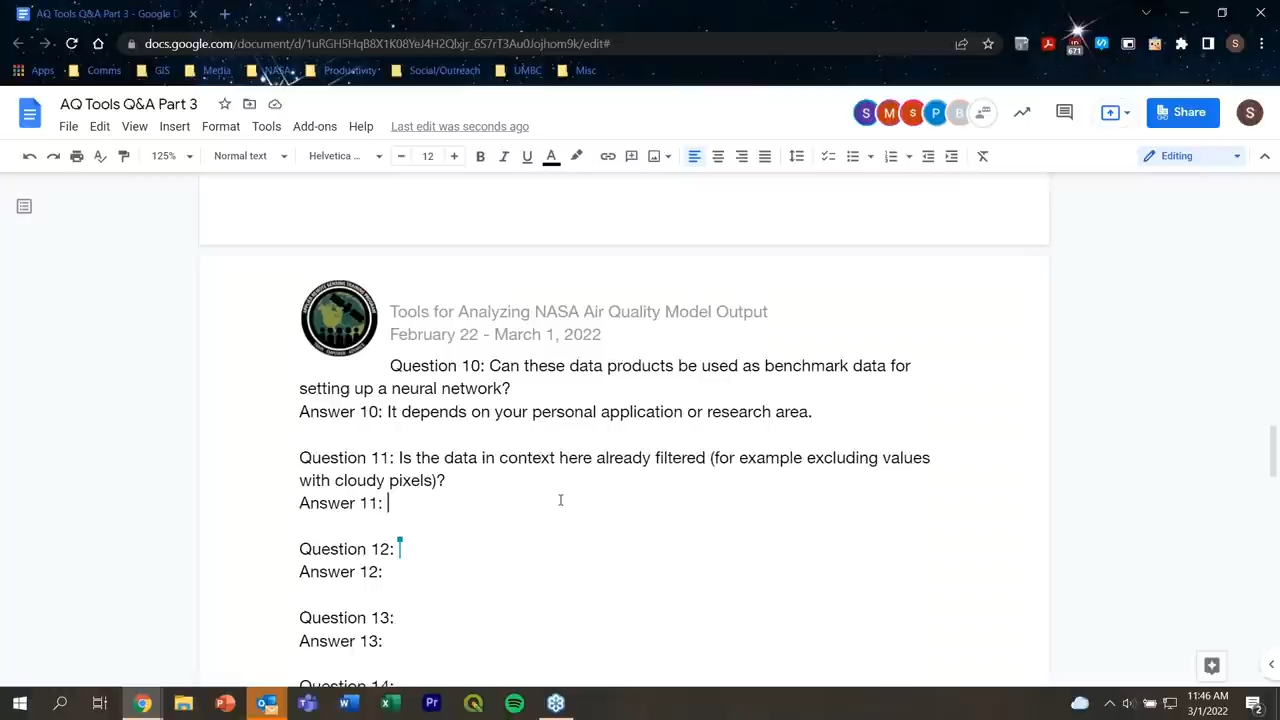 AQ Tools Q&A Part 3 - Google D
docs.google.com/document/d/1uRGH5HqB8X1K08YeJ4H2Qlxjr_6S7rT3Au0Jojhom9k/edit#
671
S
Apps Comms GIS Media NASA Productivity Social/Outreach UMBC Misc
AQ Tools Q&A Part 3
S M s P B Share S
File Edit View Insert Format Tools Add-ons Help Last edit was seconds ago
125% Normal text Helvetica ... 12 B I U A Editing
Tools for Analyzing NASA Air Quality Model Output
February 22 - March 1, 2022
Question 10: Can these data products be used as benchmark data for
setting up a neural network?
Answer 10: It depends on your personal application or research area.
Question 11: Is the data in context here already filtered (for example excluding values
with cloudy pixels)?
Answer 11:
Question 12:
Answer 12:
Question 13:
Answer 13:
Question 14:
11:46 AM
3/1/2022
2